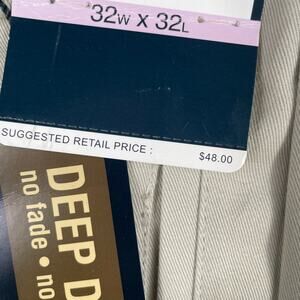 32W x 32L
SUGGESTED RETAIL PRICE :
$48.00
DEEP D
no fade • no